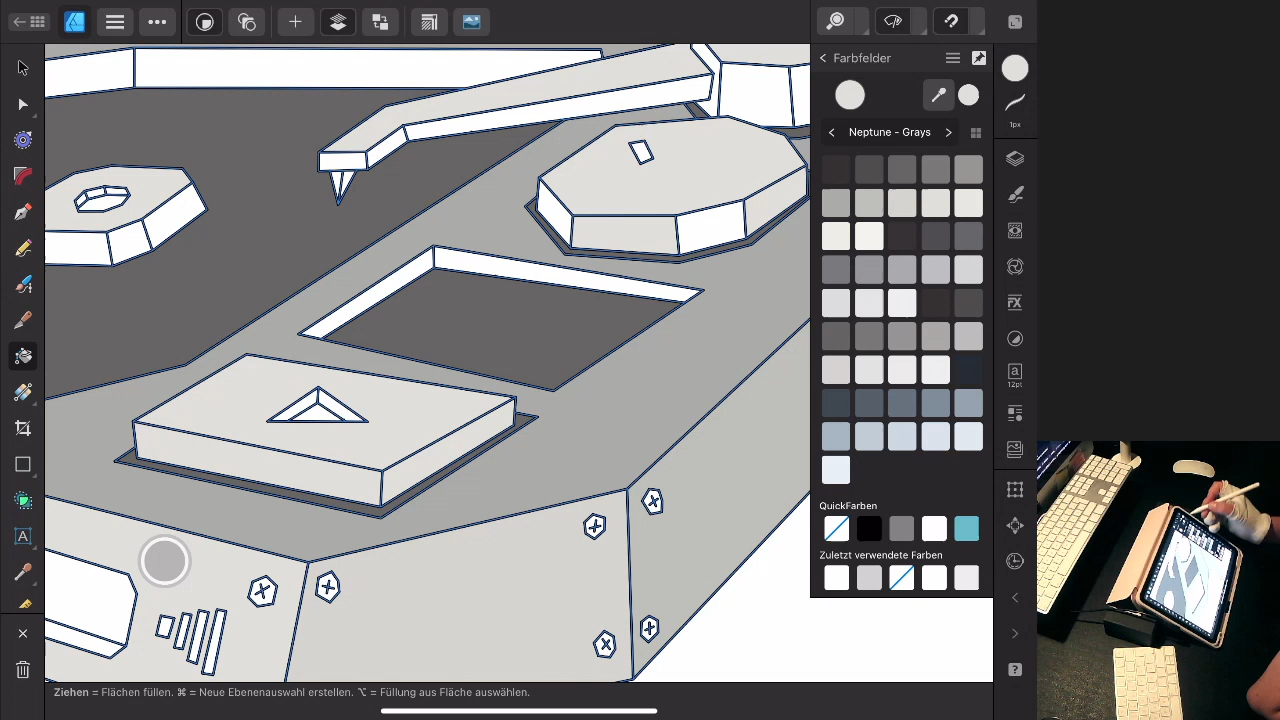 Farbfelder
1px
Neptune - Grays
a
12pt
QuickFarben
Zuletzt verwendete Farben
A
FX
?
Ziehen = Flächen füllen. ⌘ = Neue Ebenenauswahl erstellen. ⌥ = Füllung aus Fläche auswählen.